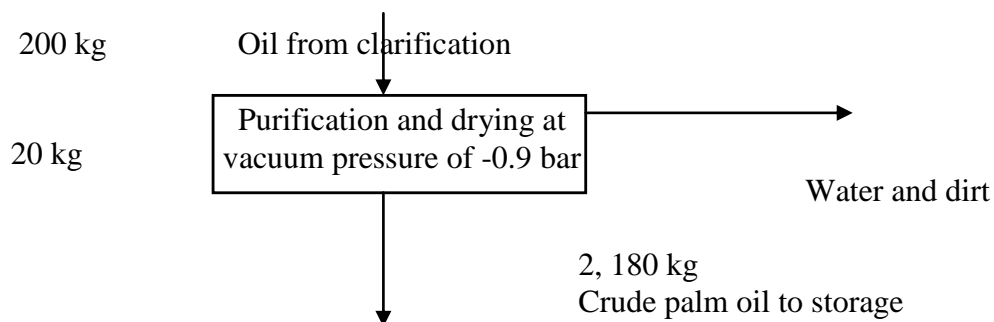 200 kg Oil from clarification
Purification and drying at
20 kg vacuum pressure of -0.9 bar
Water and dirt
2, 180 kg
Crude palm oil to storage